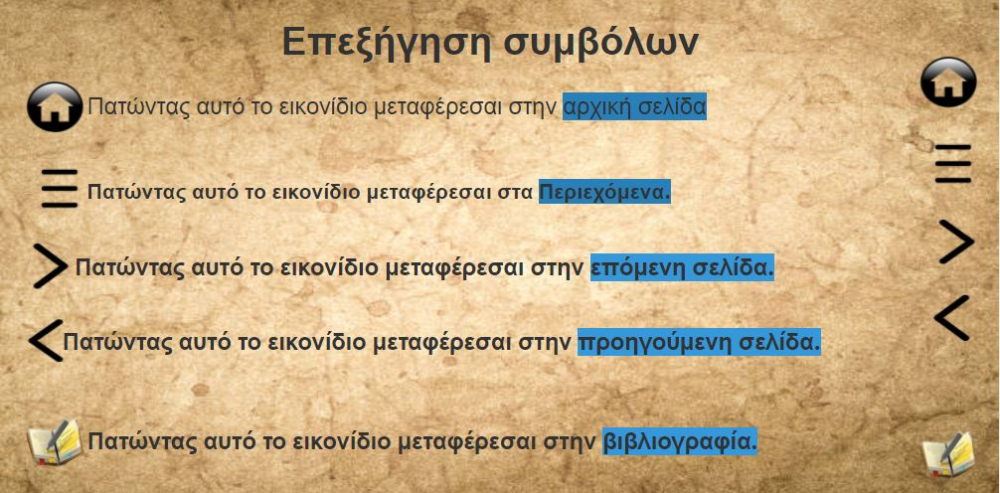 Επεξήγηση συμβόλων
Πατώντας αυτό το εικονίδιο μεταφέρεσαι στην αρχική σελίδα
Πατώντας αυτό το εικονίδιο μεταφέρεσαι στα Περιεχόμενα.
Πατώντας αυτό το εικονίδιο μεταφέρεσαι στην επόμενη σελίδα.
Πατώντας αυτό το εικονίδιο μεταφέρεσαι στην προηγούμενη σελίδα.
Πατώντας αυτό το εικονίδιο μεταφέρεσαι στην βιβλιογραφία.